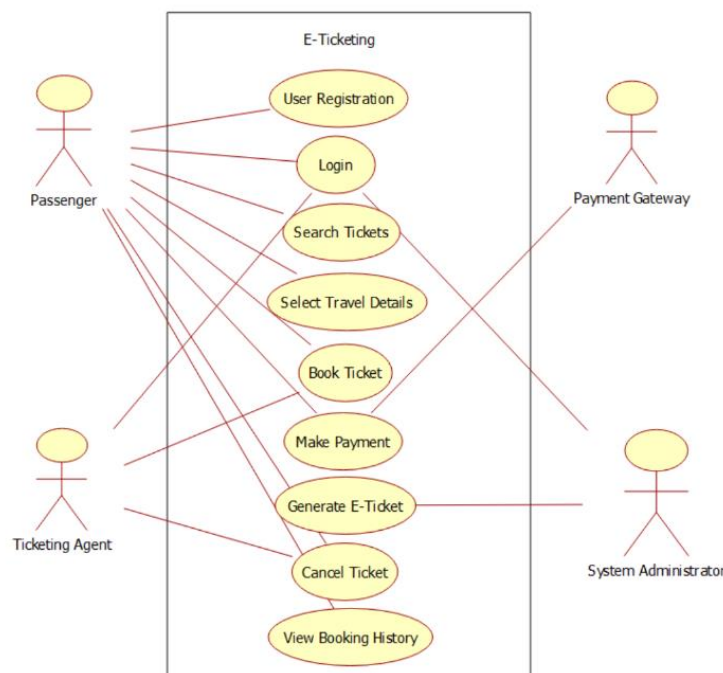 E-Ticketing
User Registration
Login
Passenger
Payment Gateway
Search Tickets
Select Travel Details
Book Ticket
Make Payment
Generate E-Ticket
Ticketing Agent
System Administrator
Cancel Ticket
View Booking History